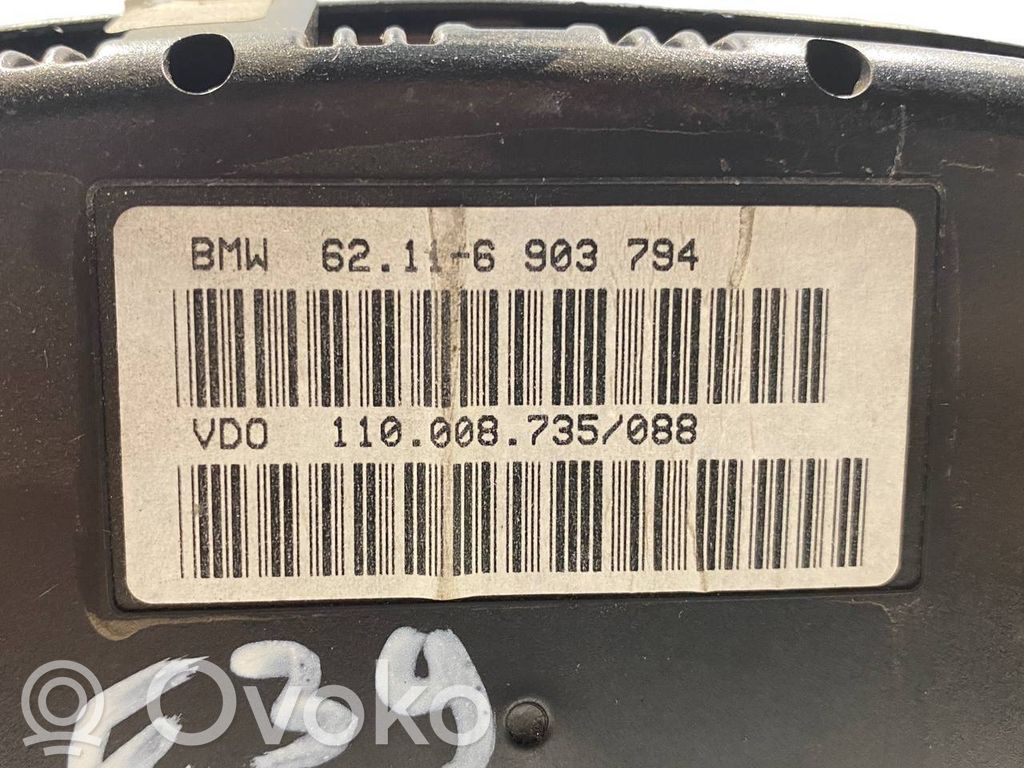 BMW 62.11-6 903 794
VDO 110.008.735/088
E39
Ovoko